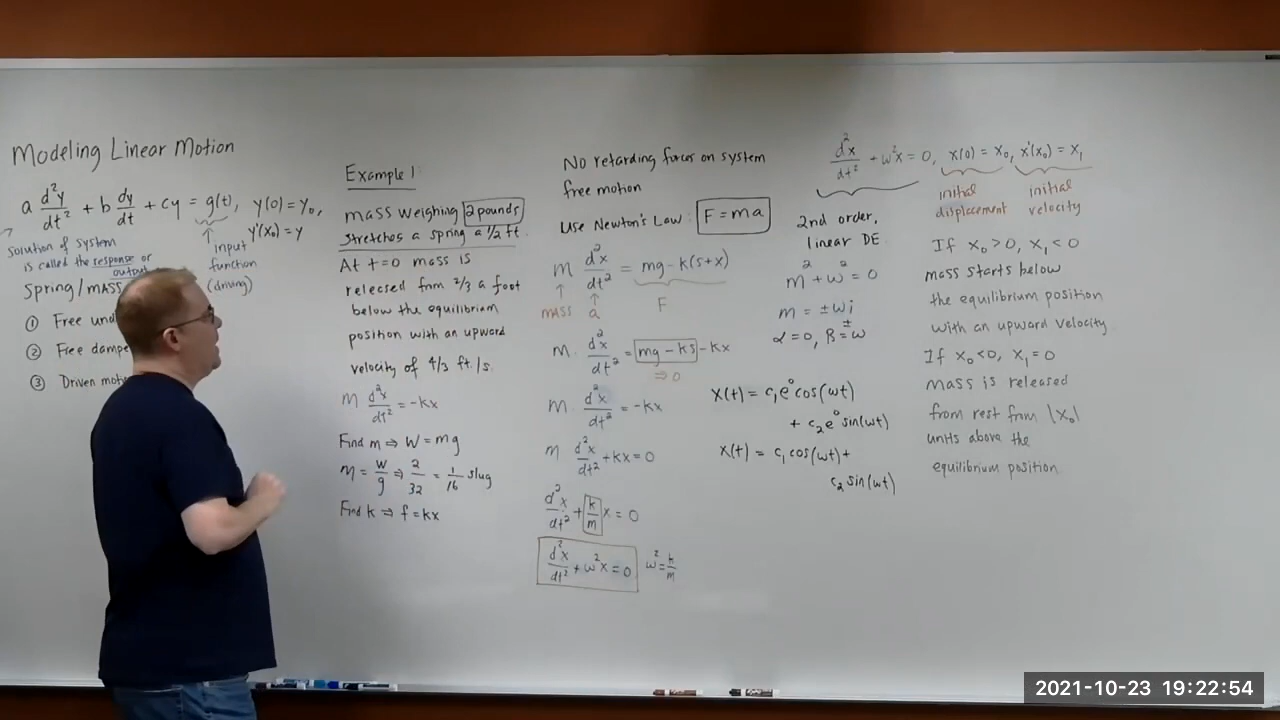 Modeling Linear Motion
a d²y/dt² + b dy/dt + cy = g(t), y(0) = y₀,
y'(x₀) = y
Solution of system
is called the response or
output
input
function
(driving)
Spring/mass
① Free
② Free
③ Driven
Example 1:
mass weighing 2 pounds
stretches a spring a 1/2 ft.
At t=0 mass is
released from 2/3 a foot
below the equilibrium
position with an upward
velocity of 4/3 ft./s.
m d²x/dt² = -kx
Find m ⇒ W = mg
m = W/g ⇒ 2/32 = 1/16 slug
Find k ⇒ f = kx
No retarding forces on system
free motion
Use Newton's Law: F = ma
m d²x/dt² = mg - k(s+x)
↑ mass ↑ a F
m · d²x/dt² = mg - ks - kx
⇒ 0
m · d²x/dt² = -kx
m d²x/dt² + kx = 0
d²x/dt² + k/m x = 0
d²x/dt² + ω²x = 0 ω² = k/m
d²x/dt² + ω²x = 0, x(0) = x₀, x'(x₀) = x₁
2nd order,
linear DE
m² + ω² = 0
m = ± ωi
α = 0, β = ± ω
x(t) = c₁e⁰cos(ωt)
+ c₂e⁰sin(ωt)
x(t) = c₁cos(ωt) +
c₂sin(ωt)
initial
displacement
initial
velocity
If x₀ > 0, x₁ < 0
mass starts below
the equilibrium position
with an upward velocity.
If x₀ < 0, x₁ = 0
mass is released
from rest from |x₀|
units above the
equilibrium position.
2021-10-23 19:22:54